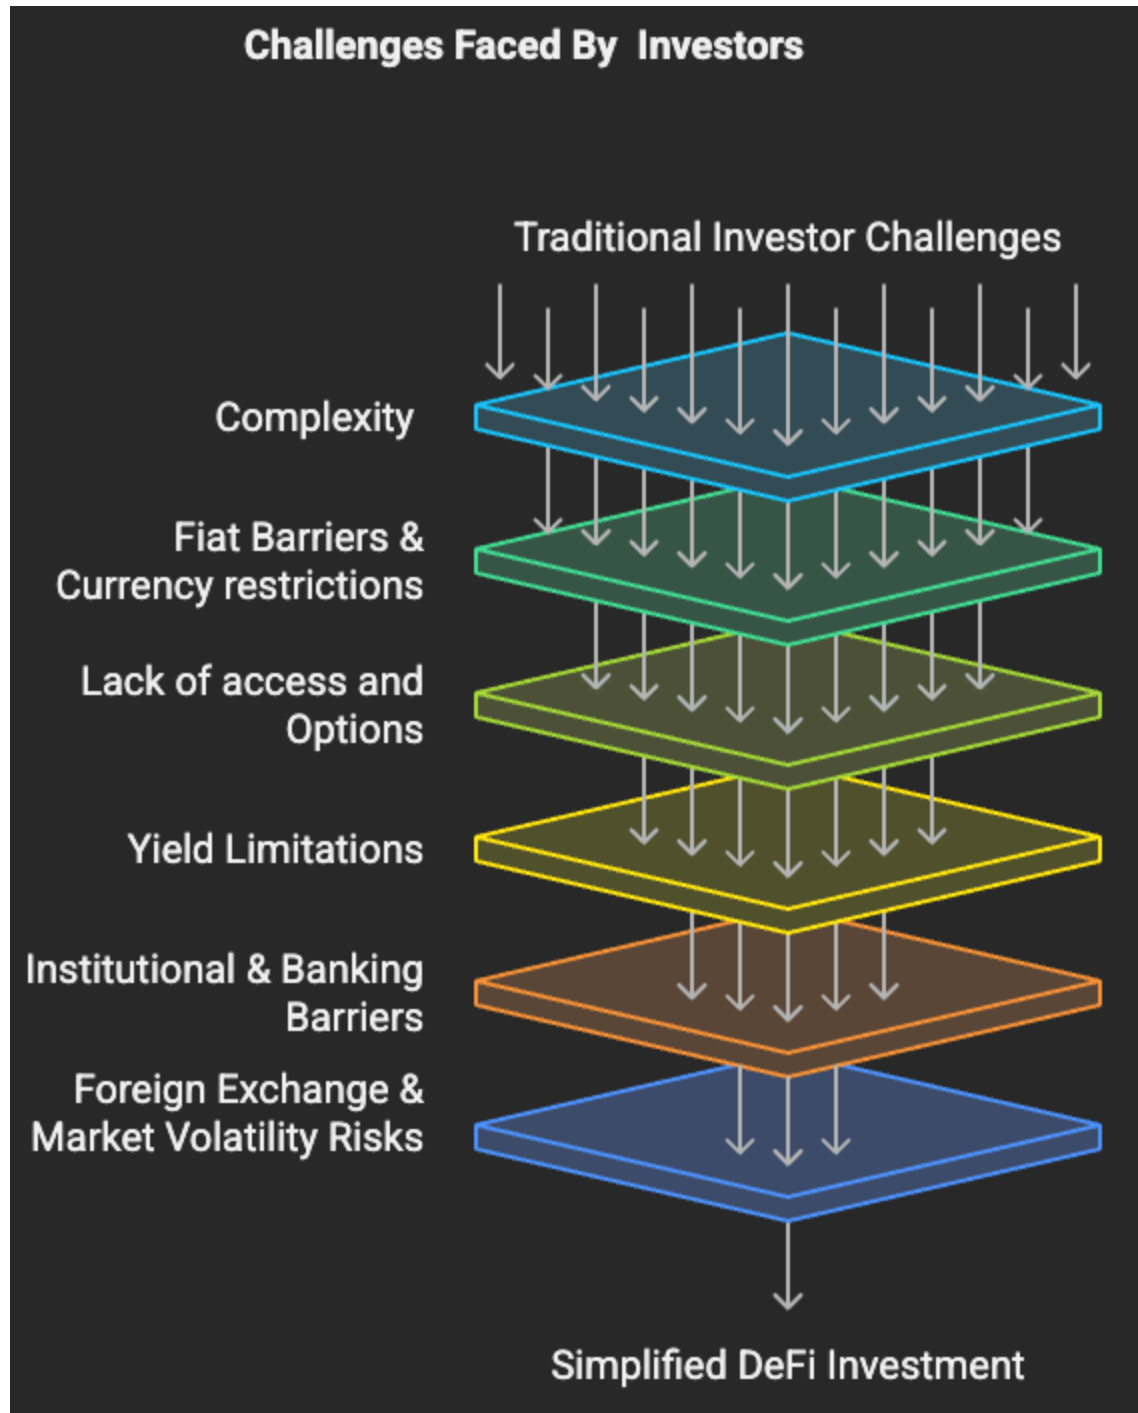 Challenges Faced By  Investors
Traditional Investor Challenges
Complexity
Fiat Barriers &
Currency restrictions
Lack of access and
Options
Yield Limitations
Institutional & Banking
Barriers
Foreign Exchange &
Market Volatility Risks
Simplified DeFi Investment